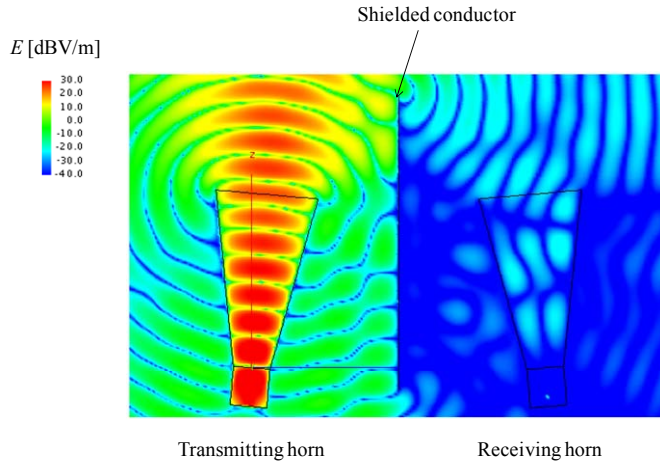 Shielded conductor
E [dBV/m]
30.0
20.0
10.0
0.0
-10.0
-20.0
-30.0
-40.0
z
Transmitting horn
Receiving horn